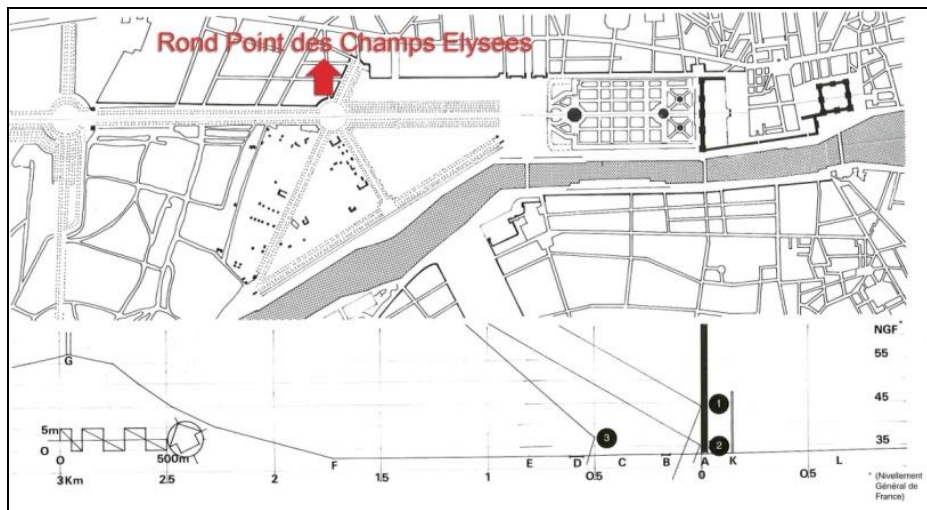 Rond Point des Champs Elysees
NGF*
G
55
1
45
5m
3
2
35
O
O
500m
F
E
D
C
B
A
K
L
3Km
2.5
2
1.5
1
0.5
0
0.5
* (Nivellement
Général de
France)